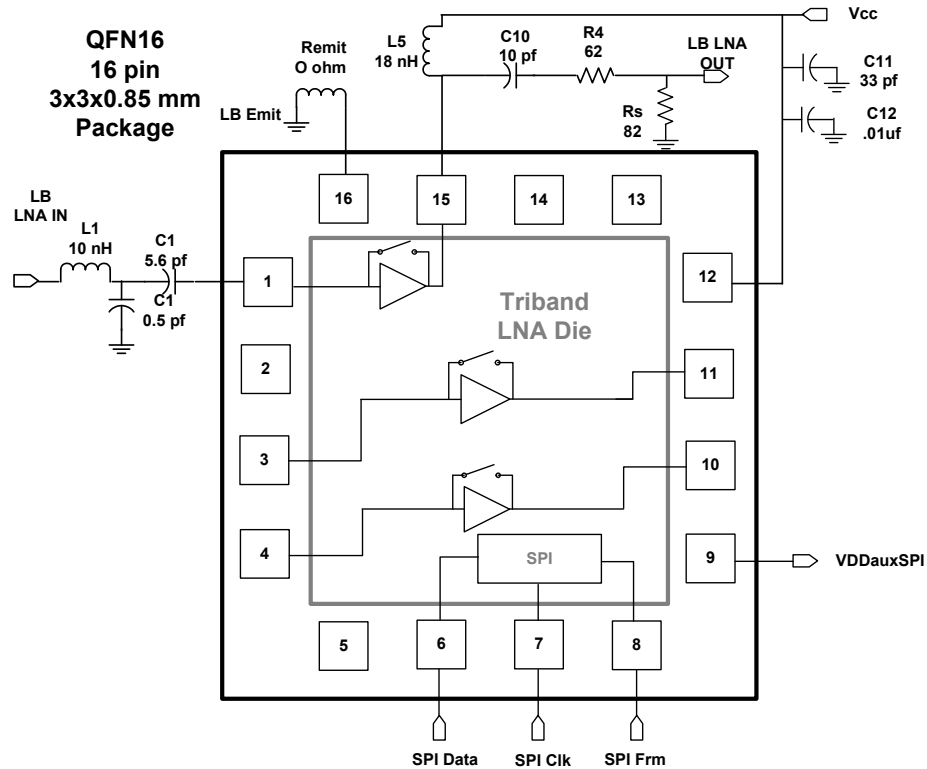 QFN16
16 pin
3x3x0.85 mm
Package
Remit
O ohm
LB Emit
L5
18 nH
C10
10 pf
R4
62
LB LNA
OUT
Rs
82
Vcc
C11
33 pf
C12
.01uf
LB
LNA IN
L1
10 nH
C1
5.6 pf
C1
0.5 pf
16
15
14
13
1
2
3
4
12
11
10
9
Triband
LNA Die
SPI
VDDauxSPI
5
6
7
8
SPI Data
SPI Clk
SPI Frm